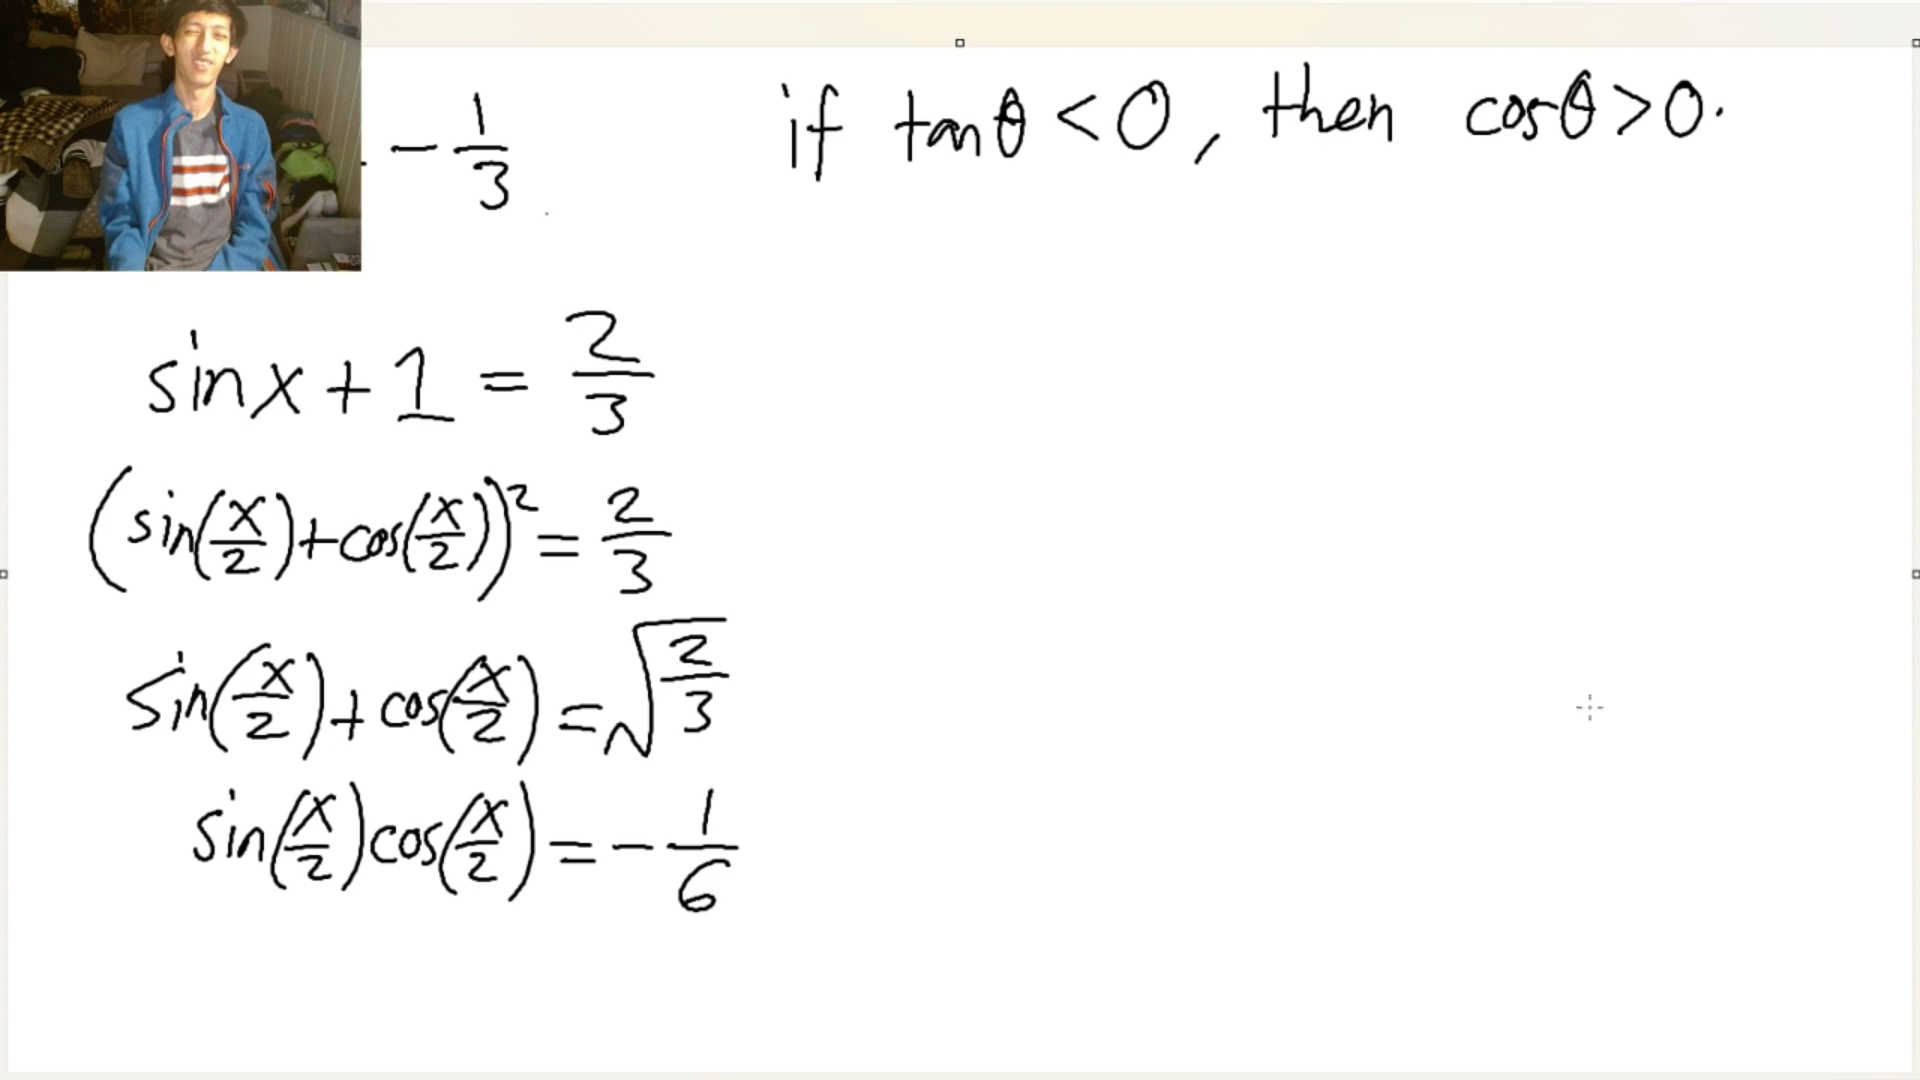 - 1/3
if tanθ < 0, then cosθ > 0.
sin x + 1 = 2/3
(sin(x/2) + cos(x/2))² = 2/3
sin(x/2) + cos(x/2) = √(2/3)
sin(x/2) cos(x/2) = - 1/6